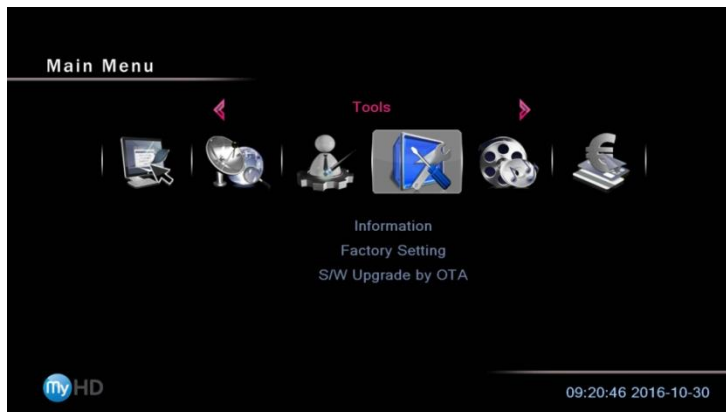 Main Menu
Tools
Information
Factory Setting
S/W Upgrade by OTA
My HD
09:20:46 2016-10-30